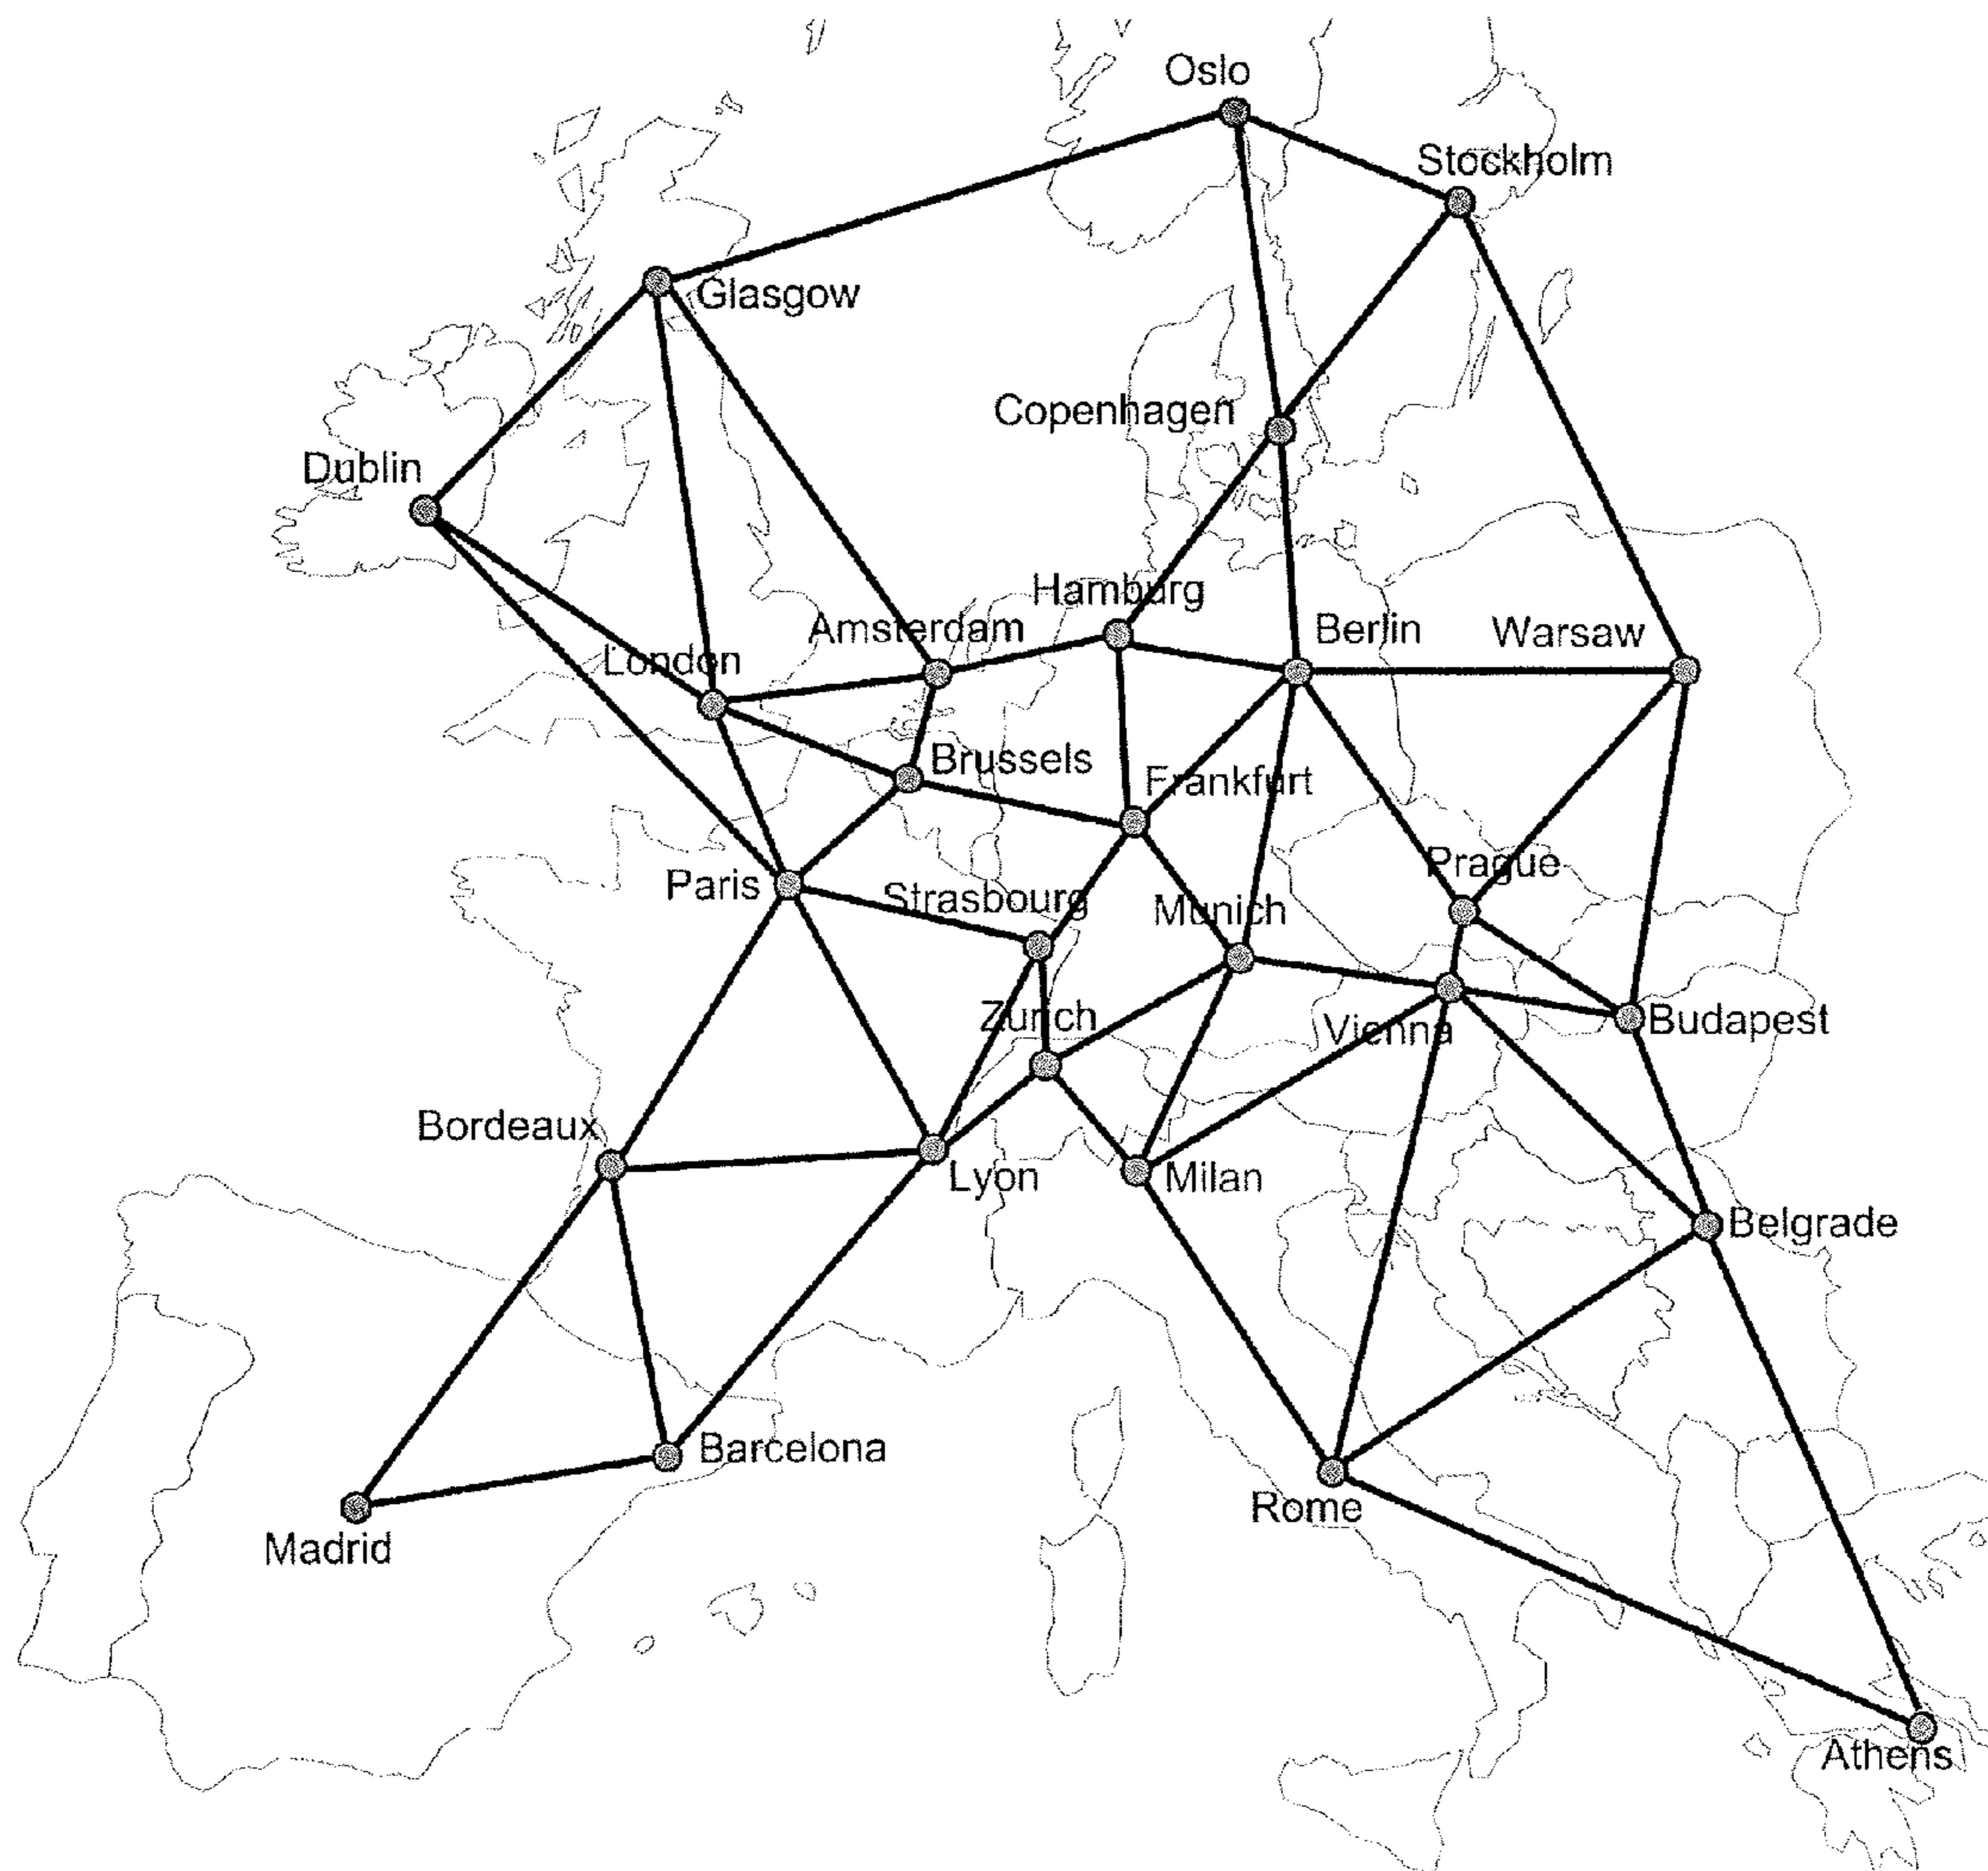 Oslo
Stockholm
Glasgow
Copenhagen
Dublin
Hamburg
Amsterdam
Berlin
Warsaw
London
Brussels
Frankfurt
Prague
Paris
Strasbourg
Munich
Zurich
Vienna
Budapest
Bordeaux
Lyon
Milan
Belgrade
Barcelona
Rome
Madrid
Athens